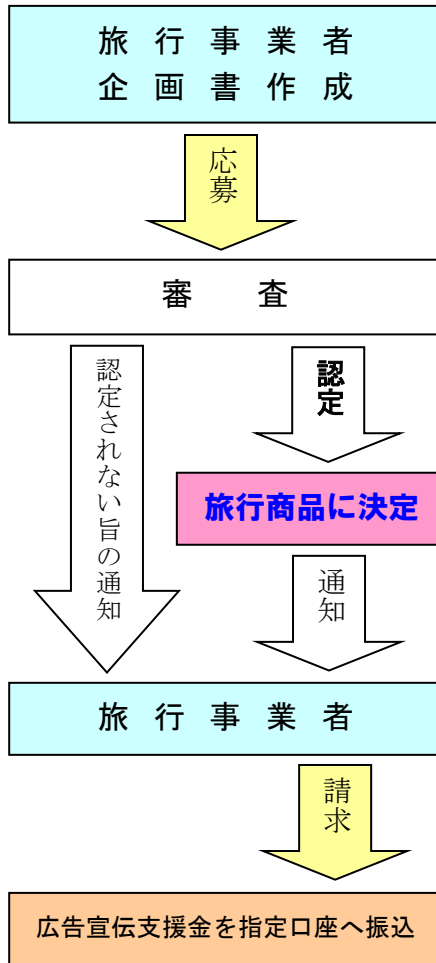 旅行事業者
企画書作成
応募
審査
認定されない旨の通知
認定
旅行商品に決定
通知
旅行事業者
請求
広告宣伝支援金を指定口座へ振込